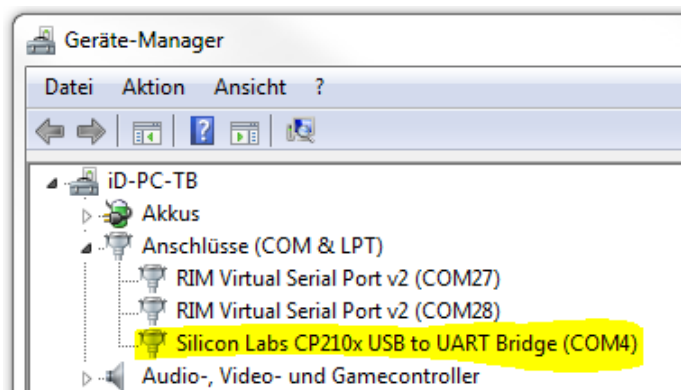 Geräte-Manager
Datei Aktion Ansicht ?
?
iD-PC-TB
Akkus
Anschlüsse (COM & LPT)
RIM Virtual Serial Port v2 (COM27)
RIM Virtual Serial Port v2 (COM28)
Silicon Labs CP210x USB to UART Bridge (COM4)
Audio-, Video- und Gamecontroller